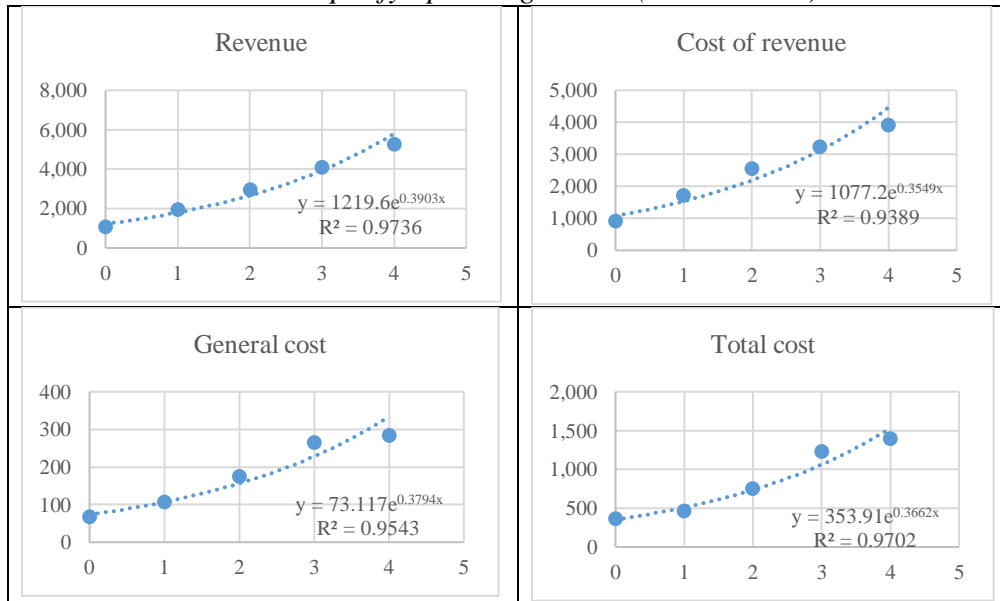 Revenue
8,000
6,000
4,000
2,000
0
y = 1219.6e^0.3903x
R² = 0.9736
0 1 2 3 4 5
Cost of revenue
5,000
4,000
3,000
2,000
1,000
0
y = 1077.2e^0.3549x
R² = 0.9389
0 1 2 3 4 5
General cost
400
300
200
100
0
y = 73.117e^0.3794x
R² = 0.9543
0 1 2 3 4 5
Total cost
2,000
1,500
1,000
500
0
y = 353.91e^0.3662x
R² = 0.9702
0 1 2 3 4 5